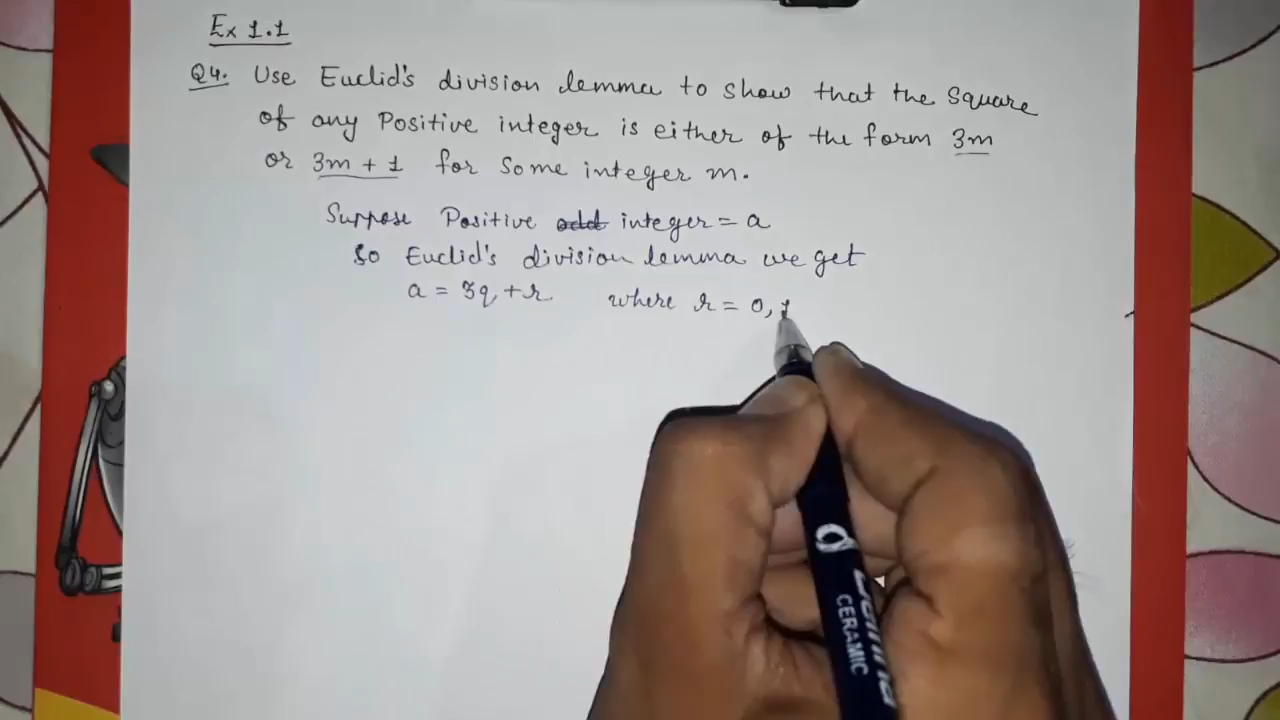 Ex 1.1
Q4. Use Euclid's division lemma to show that the square
of any Positive integer is either of the form 3m
or 3m + 1 for some integer m.
Suppose Positive odd integer = a
So Euclid's division lemma we get
a = 3q + r where r = 0, 1
CERAMIC